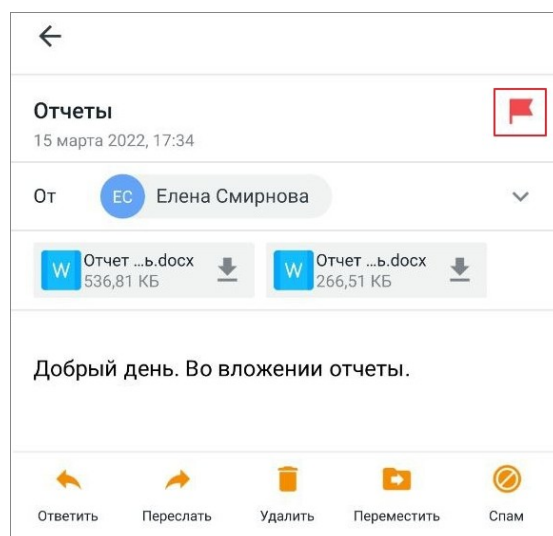 Отчеты
15 марта 2022, 17:34
От ЕС Елена Смирнова
W Отчет ...ь.docx W Отчет ...ь.docx
536,81 КБ 266,51 КБ
Добрый день. Во вложении отчеты.
Ответить Переслать Удалить Переместить Спам